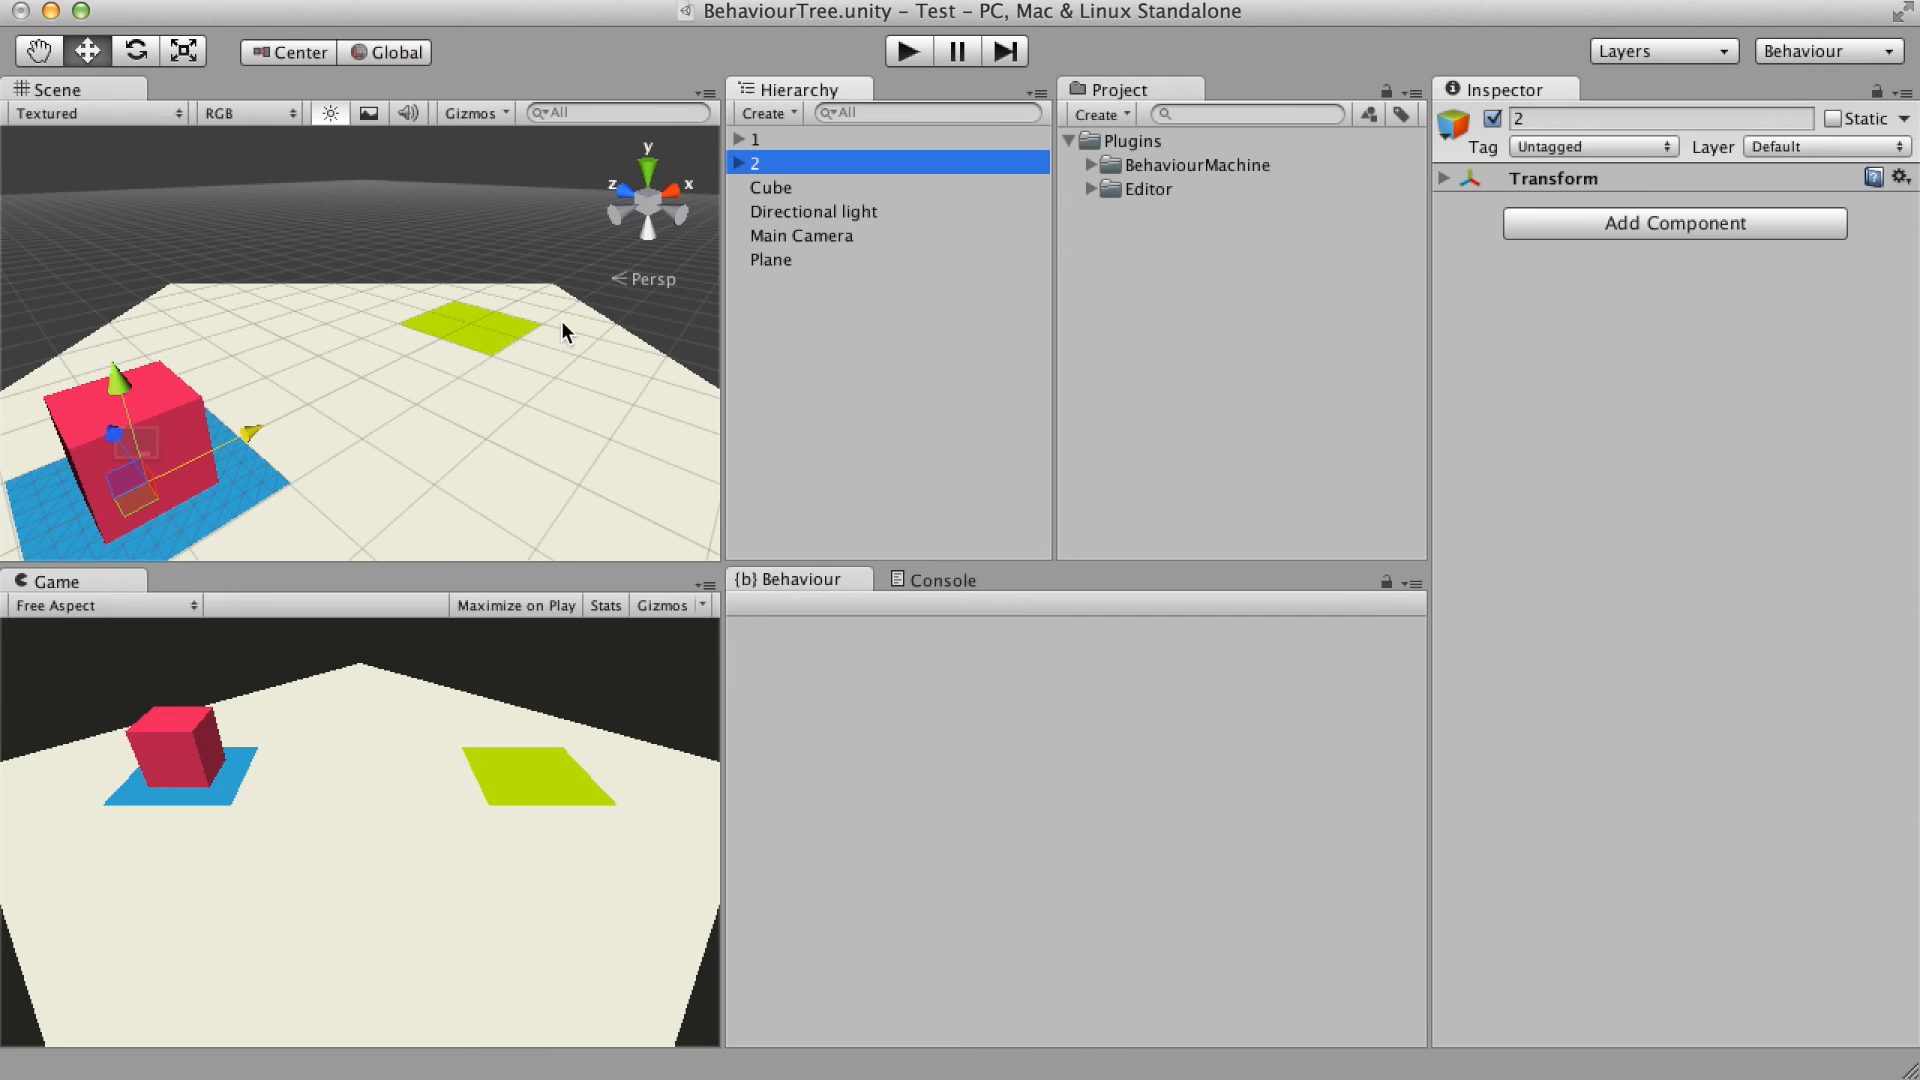 BehaviourTree.unity – Test – PC, Mac & Linux Standalone
Center
Global
Layers
Behaviour
Scene
Textured
RGB
Gizmos
All
y
z
x
Persp
Hierarchy
Create
All
1
2
Cube
Directional light
Main Camera
Plane
Project
Create
Plugins
BehaviourMachine
Editor
Inspector
2
Static
Tag
Untagged
Layer
Default
Transform
Add Component
Game
Free Aspect
Maximize on Play
Stats
Gizmos
{b} Behaviour
Console